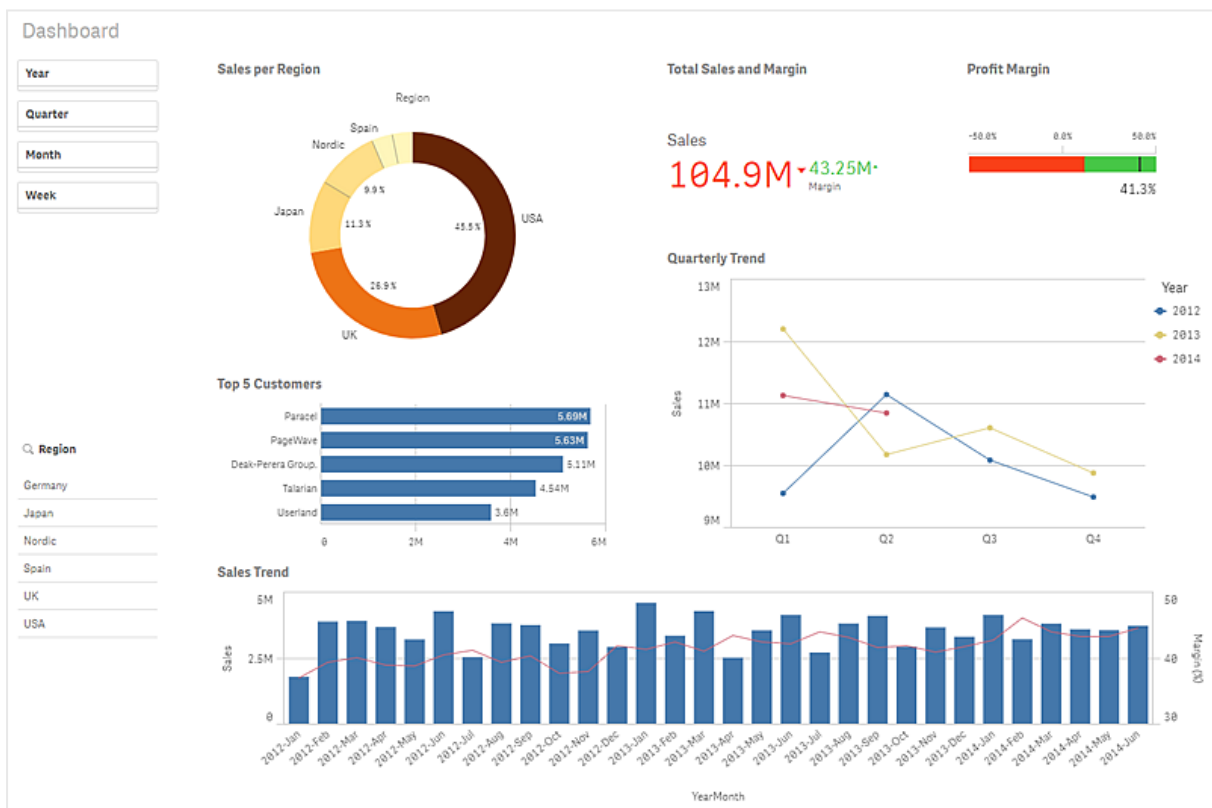 Dashboard
Year
Quarter
Month
Week
Region
Germany
Japan
Nordic
Spain
UK
USA
Sales per Region
Region
Spain
Nordic
9.9%
Japan
11.3%
45.5%
USA
26.9%
UK
Total Sales and Margin
Sales
104.9M 43.25M
Margin
Profit Margin
-50.0% 0.0% 50.0%
41.3%
Quarterly Trend
13M
12M
11M
10M
9M
Sales
Q1 Q2 Q3 Q4
Year
2012
2013
2014
Top 5 Customers
Paracel 5.69M
PageWave 5.63M
Deak-Perera Group. 5.11M
Talarian 4.54M
Userland 3.6M
0 2M 4M 6M
Sales Trend
5M
2.5M
0
Sales
50
40
30
Margin (%)
2012-Jan 2012-Feb 2012-Mar 2012-Apr 2012-May 2012-Jun 2012-Jul 2012-Aug 2012-Sep 2012-Oct 2012-Nov 2012-Dec 2013-Jan 2013-Feb 2013-Mar 2013-Apr 2013-May 2013-Jun 2013-Jul 2013-Aug 2013-Sep 2013-Oct 2013-Nov 2013-Dec 2014-Jan 2014-Feb 2014-Mar 2014-Apr 2014-May 2014-Jun
YearMonth